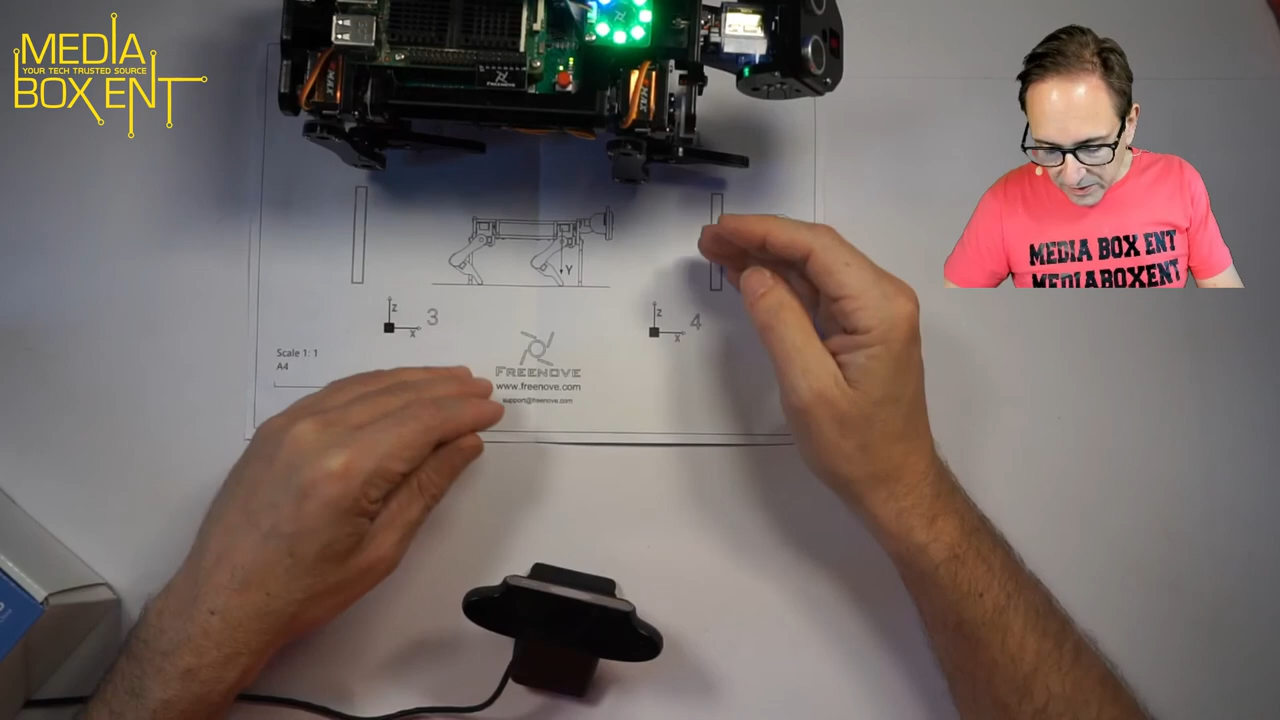 MEDIA
YOUR TECH TRUSTED SOURCE
BOX ENT
FREENOVE
MEDIA BOX ENT
MEDIABOXENT
Y
Z
X
3
Z
X
4
Scale 1: 1
A4
FREENOVE
www.freenove.com
support@freenove.com